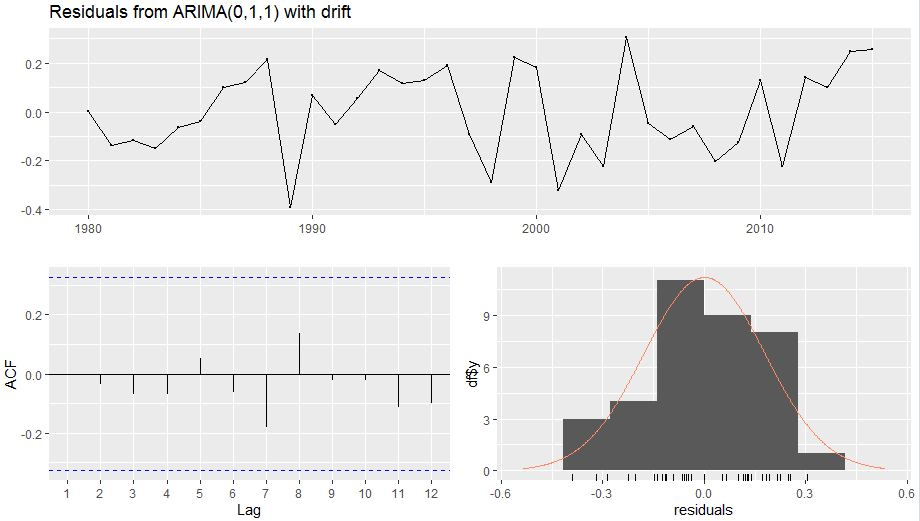 Residuals from ARIMA(0,1,1) with drift
0.2
0.0
-0.2
-0.4
1980 1990 2000 2010
0.2
0.0
-0.2
ACF
1 2 3 4 5 6 7 8 9 10 11 12
Lag
9
6
3
0
df$y
-0.6 -0.3 0.0 0.3 0.6
residuals